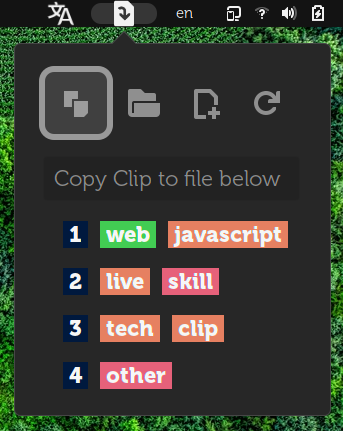 en
Copy Clip to file below
1 web javascript
2 live skill
3 tech clip
4 other